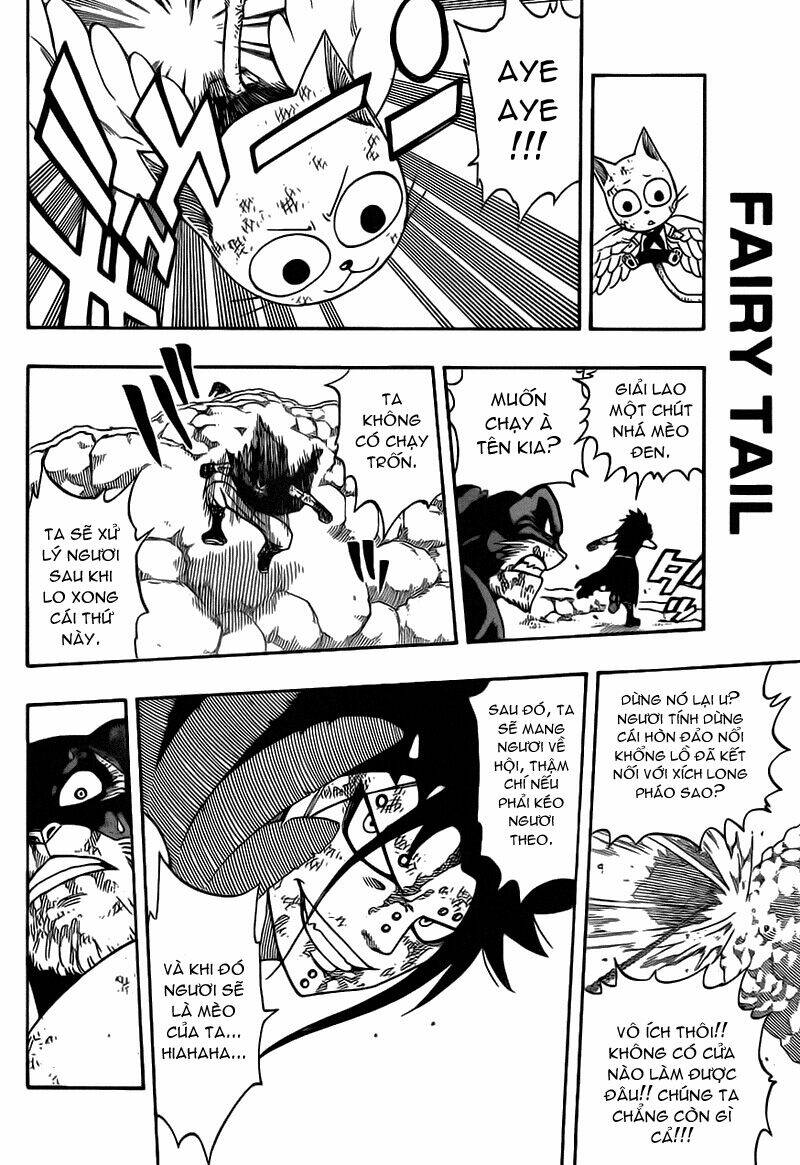 FAIRY TAIL
AYE
AYE
!!!
GIẢI LAO
MỘT CHÚT
NHÁ MÈO
ĐEN.
MUỐN
CHẠY À
TÊN KIA?
TA
KHÔNG
CÓ CHẠY
TRỐN.
TA SẼ XỬ
LÝ NGƯƠI
SAU KHI
LO XONG
CÁI THỨ
NÀY.
DỪNG NÓ LẠI Ư?
NGƯƠI TÍNH DỪNG
CÁI HÒN ĐẢO NỔI
KHỔNG LỒ ĐÃ KẾT
NỐI VỚI XÍCH LONG
PHÁO SAO?
VÔ ÍCH THÔI!!
KHÔNG CÓ CỬA
NÀO LÀM ĐƯỢC
ĐÂU!! CHÚNG TA
CHẲNG CÒN GÌ
CẢ!!!
SAU ĐÓ, TA
SẼ MANG
NGƯƠI VỀ
HỘI, THẬM
CHÍ NẾU
PHẢI KÉO
NGƯƠI
THEO.
VÀ KHI ĐÓ
NGƯƠI SẼ
LÀ MÈO
CỦA TA...
HIAHAHA...